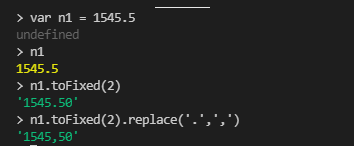 > var n1 = 1545.5
undefined
> n1
1545.5
> n1.toFixed(2)
'1545.50'
> n1.toFixed(2).replace('.',',')
'1545,50'